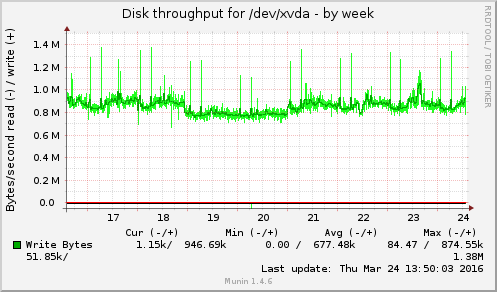 Disk throughput for /dev/xvda - by week
RRDTOOL / TOBI OETIKER
Bytes/second read (-) / write (+)
1.4 M
1.2 M
1.0 M
0.8 M
0.6 M
0.4 M
0.2 M
0.0
17 18 19 20 21 22 23 24
Cur (-/+) Min (-/+) Avg (-/+) Max (-/+)
Write Bytes 1.15k/ 946.69k 0.00 / 677.48k 84.47 / 874.55k
51.85k/ 1.38M
Last update: Thu Mar 24 13:50:03 2016
Munin 1.4.6